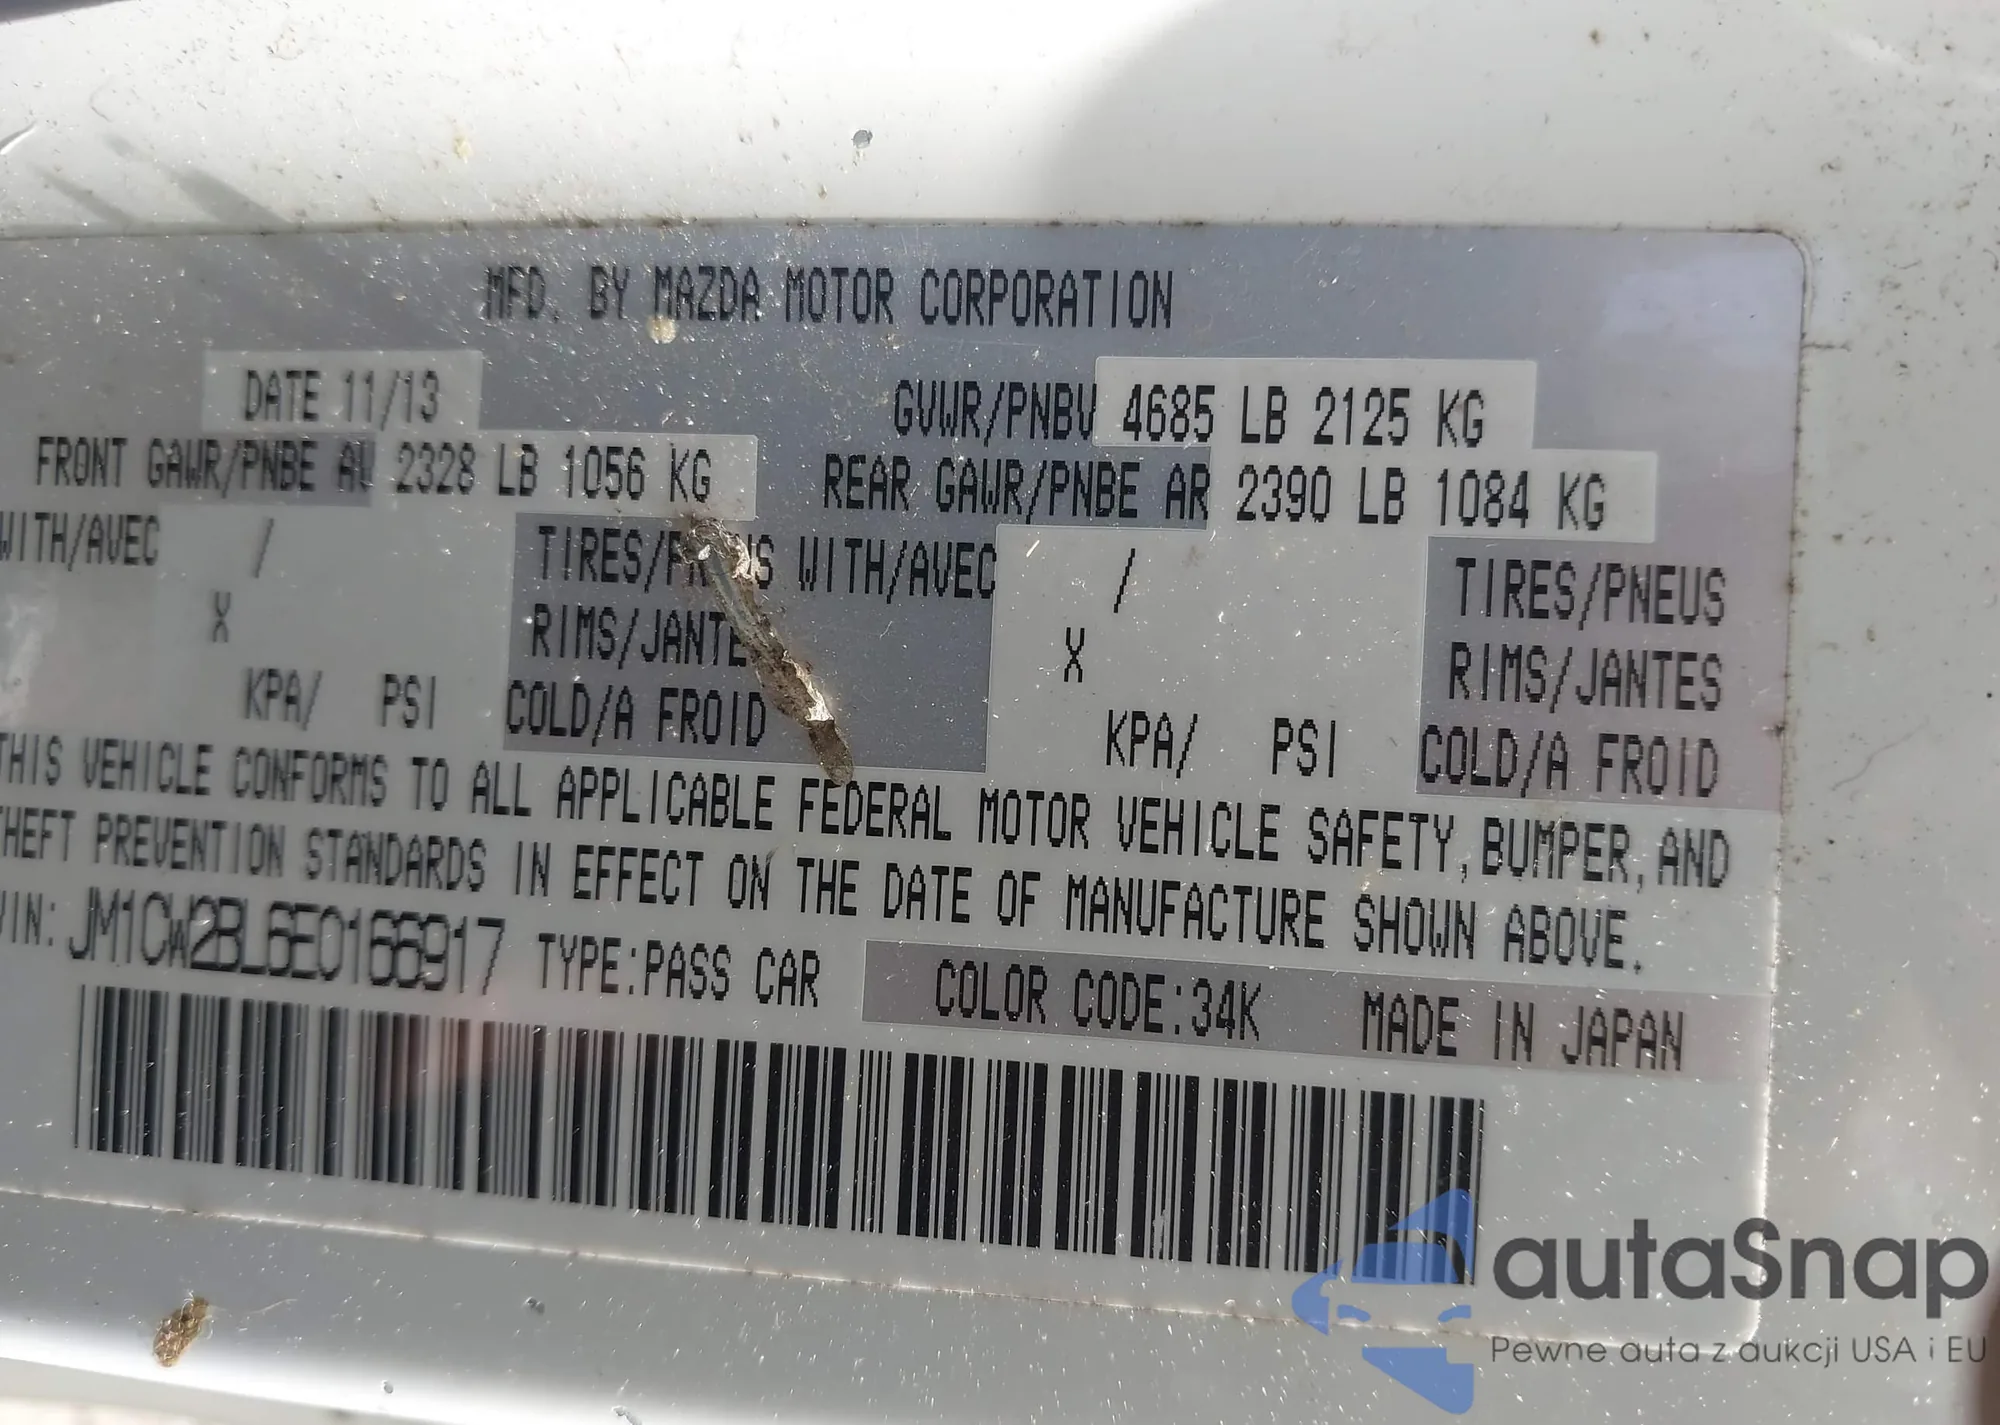 MFD. BY MAZDA MOTOR CORPORATION
DATE 11/13 GVWR/PNBV 4685 LB 2125 KG
FRONT GAWR/PNBE AV 2328 LB 1056 KG REAR GAWR/PNBE AR 2390 LB 1084 KG
WITH/AVEC / TIRES/PNEUS WITH/AVEC / TIRES/PNEUS
X RIMS/JANTES X RIMS/JANTES
KPA/ PSI COLD/A FROID KPA/ PSI COLD/A FROID
THIS VEHICLE CONFORMS TO ALL APPLICABLE FEDERAL MOTOR VEHICLE SAFETY, BUMPER, AND
THEFT PREVENTION STANDARDS IN EFFECT ON THE DATE OF MANUFACTURE SHOWN ABOVE.
VIN: JM1CW2BL6E0166917 TYPE:PASS CAR COLOR CODE:34K MADE IN JAPAN
autaSnap
Pewne auta z aukcji USA i EU